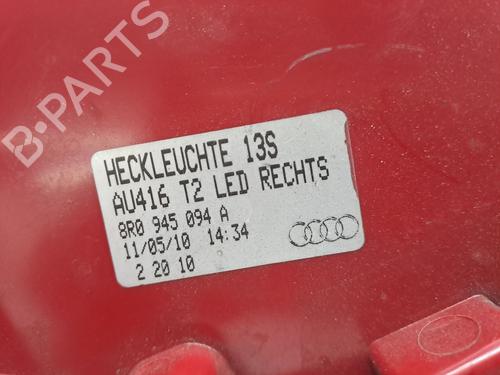 B-PARTS
HECKLEUCHTE 13S
AU416 T2 LED RECHTS
8R0 945 094 A
11/05/10 14:34
2 20 10